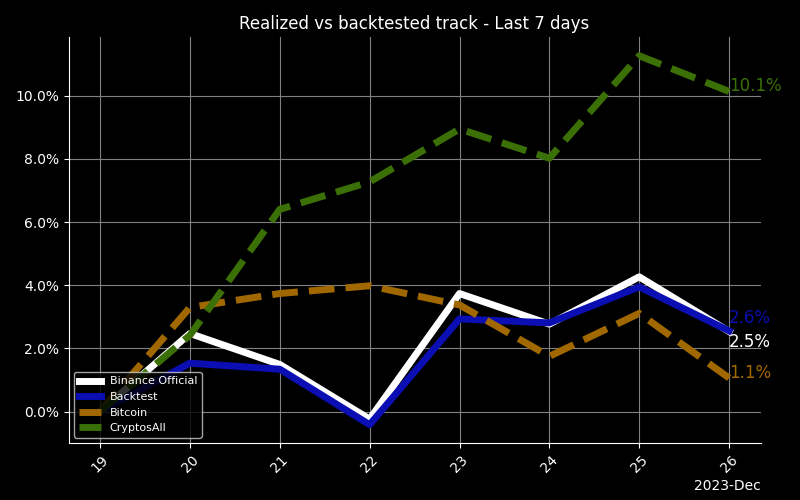 Realized vs backtested track - Last 7 days
10.0%
8.0%
6.0%
4.0%
2.0%
0.0%
10.1%
2.6%
2.5%
1.1%
Binance Official
Backtest
Bitcoin
CryptosAll
19 20 21 22 23 24 25 26
2023-Dec